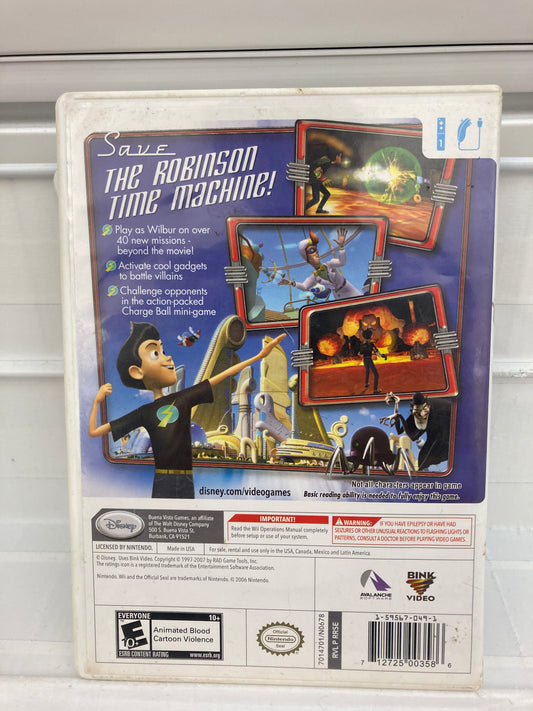 1
Save
THE ROBINSON
TIME MACHINE!
Play as Wilbur on over
40 new missions -
beyond the movie!
Activate cool gadgets
to battle villains
Challenge opponents
in the action-packed
Charge Ball mini-game
Not all characters appear in game
disney.com/videogames
Basic reading ability is needed to fully enjoy this game.
Disney
Buena Vista Games, an affiliate
of The Walt Disney Company
500 S. Buena Vista St.
Burbank, CA 91521
IMPORTANT!
Read the Wii Operations Manual completely
before setup or use of your system.
WARNING: IF YOU HAVE EPILEPSY OR HAVE HAD
SEIZURES OR OTHER UNUSUAL REACTIONS TO FLASHING LIGHTS OR
PATTERNS, CONSULT A DOCTOR BEFORE PLAYING VIDEO GAMES.
LICENSED BY NINTENDO.
Made in USA
For sale, rental and use only in the USA, Canada, Mexico and Latin America.
© Disney. Uses Bink Video. Copyright © 1997-2007 by RAD Game Tools, Inc.
The ratings icon is a registered trademark of the Entertainment Software Association.
Nintendo, Wii and the Official Seal are trademarks of Nintendo. © 2006 Nintendo.
AVALANCHE
SOFTWARE
BINK
VIDEO
EVERYONE 10+
E
10+
Animated Blood
Cartoon Violence
ESRB CONTENT RATING www.esrb.org
Official
Nintendo
Seal
7014701/N0678
RVL P RRSE
1-59567-049-1
7 12725 00358 6